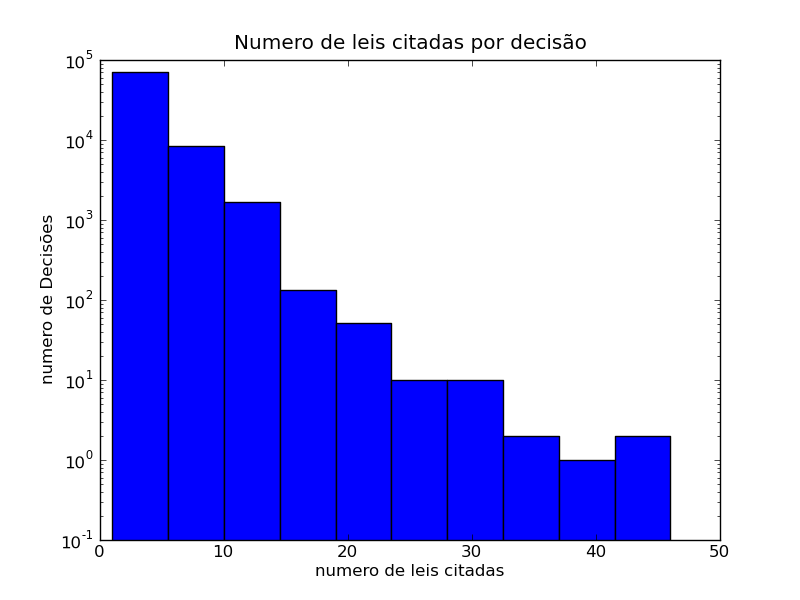 Numero de leis citadas por decisão
10^5
10^4
10^3
10^2
10^1
10^0
10^-1
numero de Decisões
0 10 20 30 40 50
numero de leis citadas